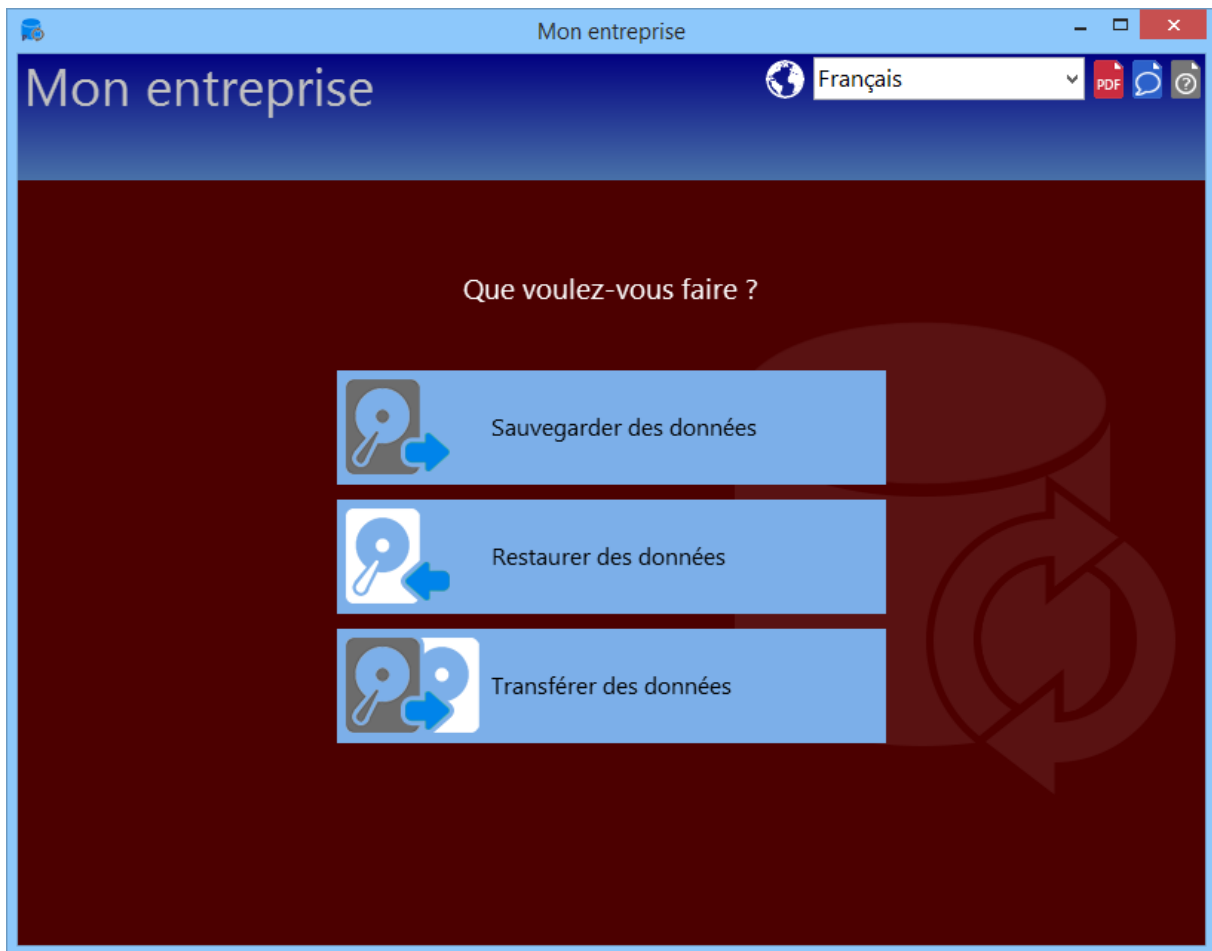 Mon entreprise
Mon entreprise
Français
PDF
?
Que voulez-vous faire ?
Sauvegarder des données
Restaurer des données
Transférer des données